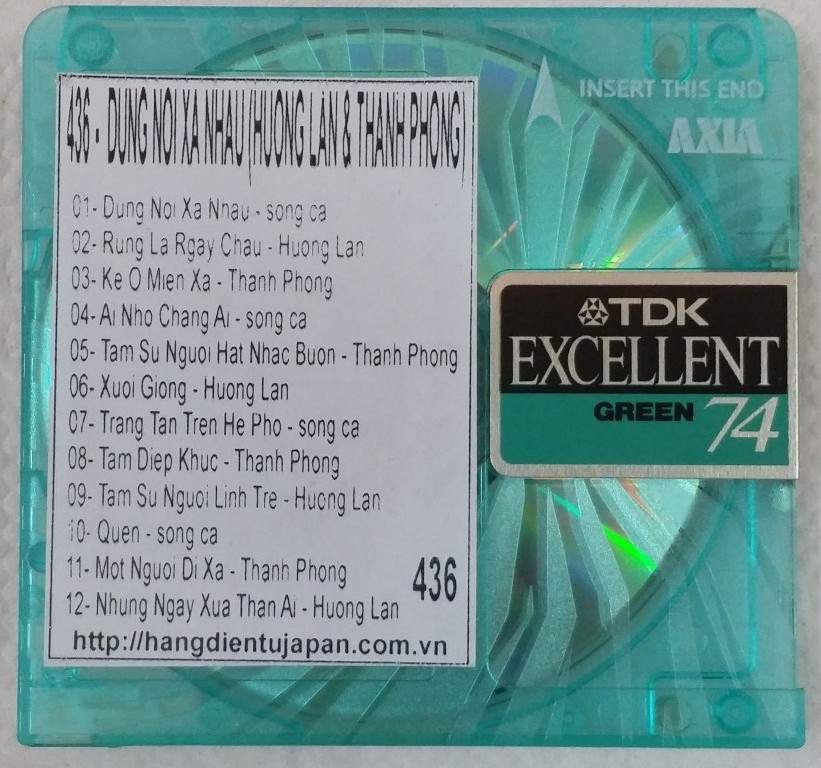 436 - DUNG NOI XA NHAU (HUONG LAN & THANH PHONG)
01- Dung Noi Xa Nhau - song ca
02- Rung La Rgay Chau - Huong Lan
03- Ke O Mien Xa - Thanh Phong
04- Ai Nho Chang Ai - song ca
05- Tam Su Nguoi Hat Nhac Buon - Thanh Phong
06- Xuoi Giong - Huong Lan
07- Trang Tan Tren He Pho - song ca
08- Tam Diep Khuc - Thanh Phong
09- Tam Su Nguoi Linh Tre - Huong Lan
10- Quen - song ca
11- Mot Nguoi Di Xa - Thanh Phong
12- Nhung Ngay Xua Than Ai - Huong Lan
436
http://hangdientujapan.com.vn
INSERT THIS END
AXIA
TDK
EXCELLENT
GREEN 74